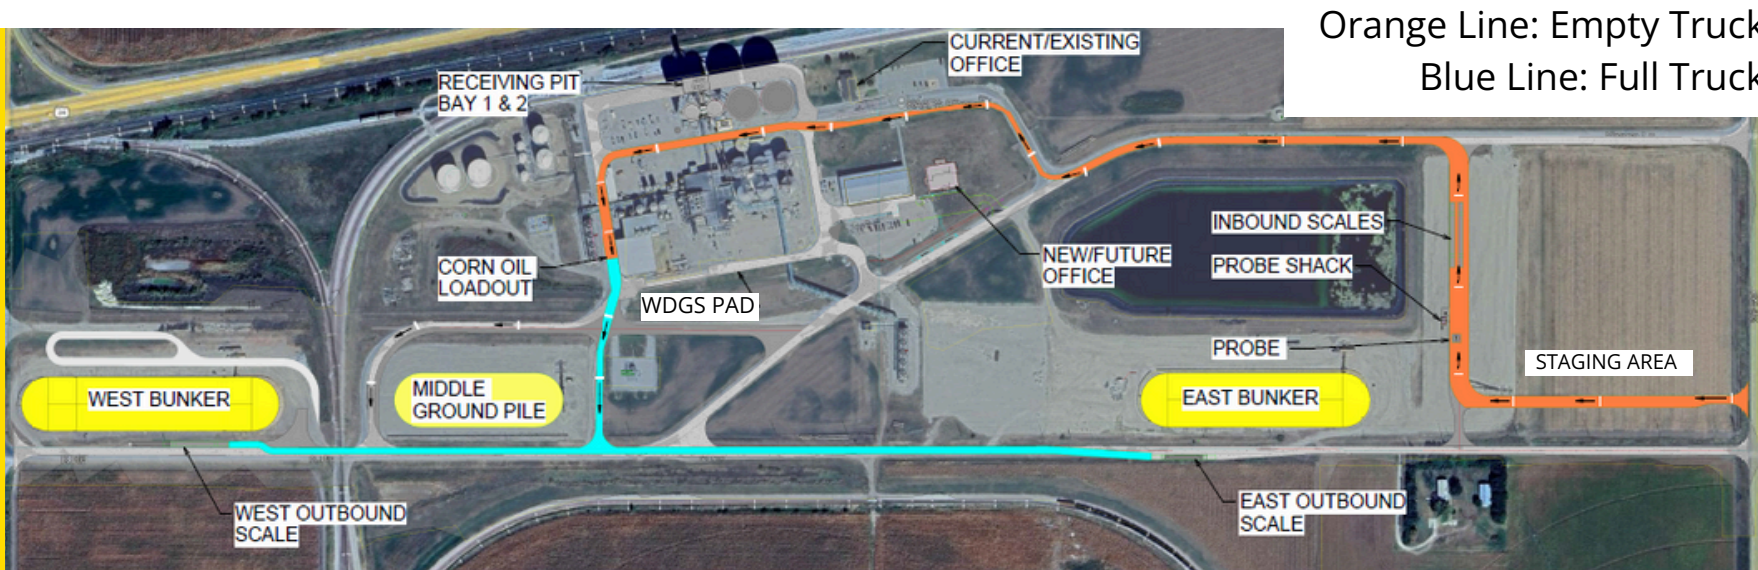 Orange Line: Empty Truck
Blue Line: Full Truck
CURRENT/EXISTING
OFFICE
RECEIVING PIT
BAY 1 & 2
INBOUND SCALES
PROBE SHACK
NEW/FUTURE
OFFICE
CORN OIL
LOADOUT
WDGS PAD
PROBE
STAGING AREA
WEST BUNKER
MIDDLE
GROUND PILE
EAST BUNKER
WEST OUTBOUND
SCALE
EAST OUTBOUND
SCALE